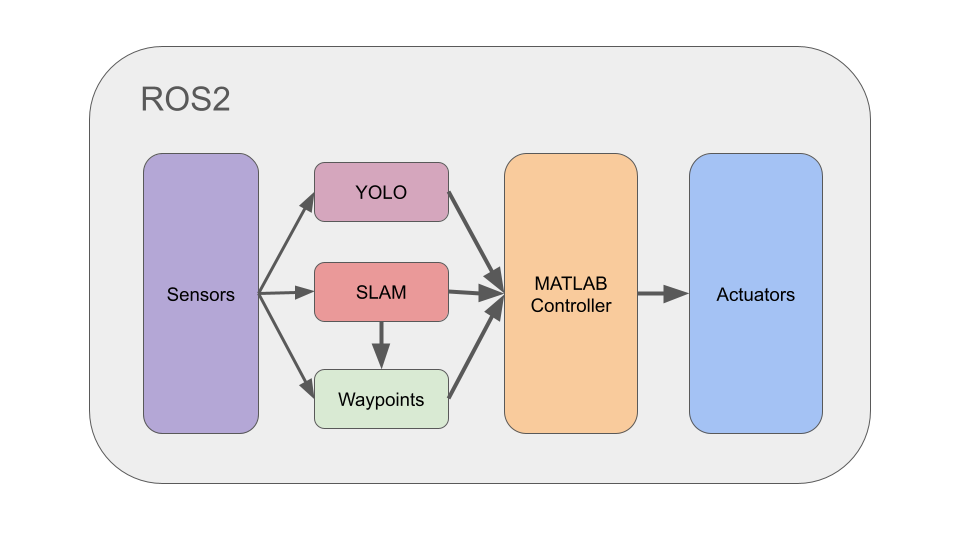 ROS2
Sensors
YOLO
SLAM
Waypoints
MATLAB
Controller
Actuators